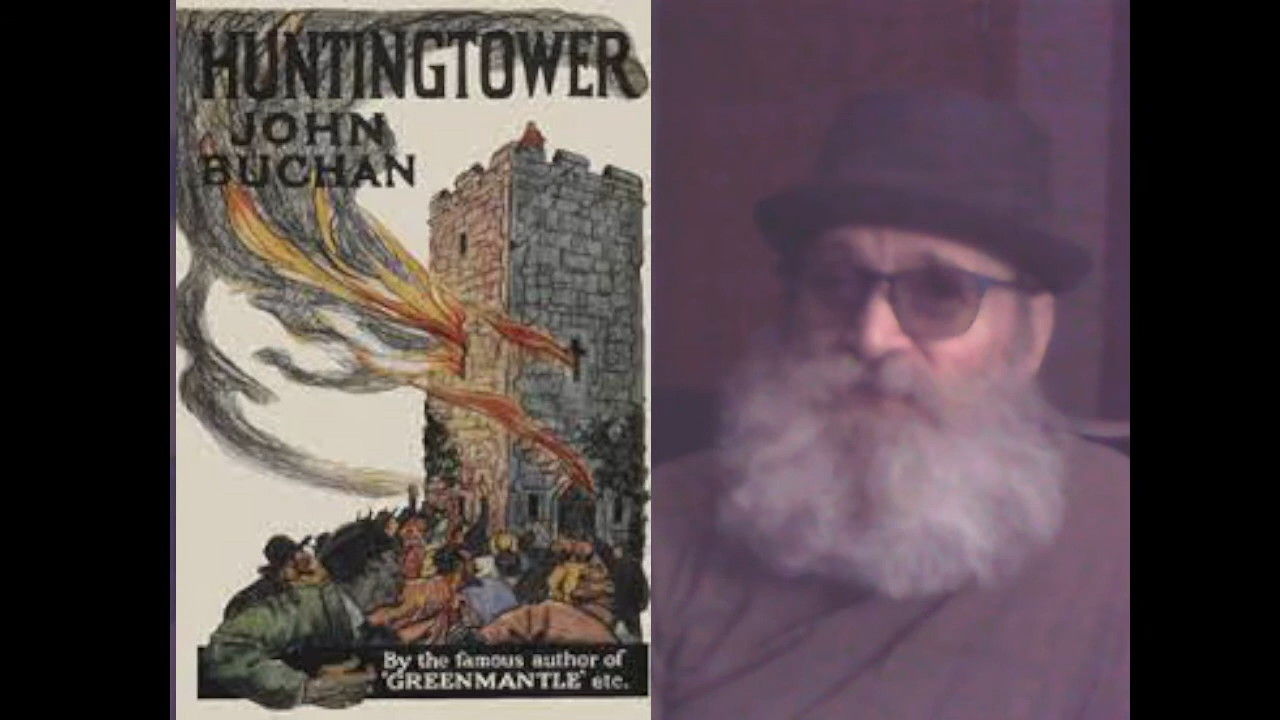 HUNTINGTOWER
JOHN
BUCHAN
By the famous author of
'GREENMANTLE' etc.